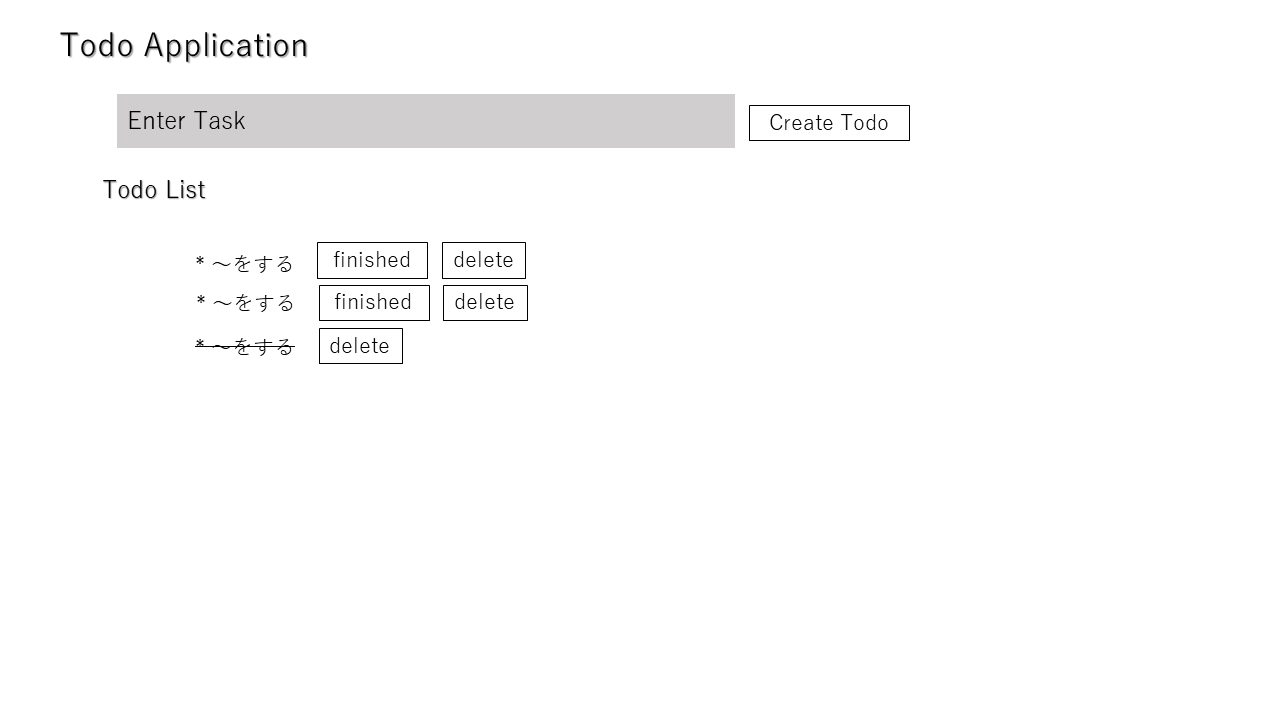 Todo Application
Enter Task
Create Todo
Todo List
* ～をする finished delete
* ～をする finished delete
* ～をする delete